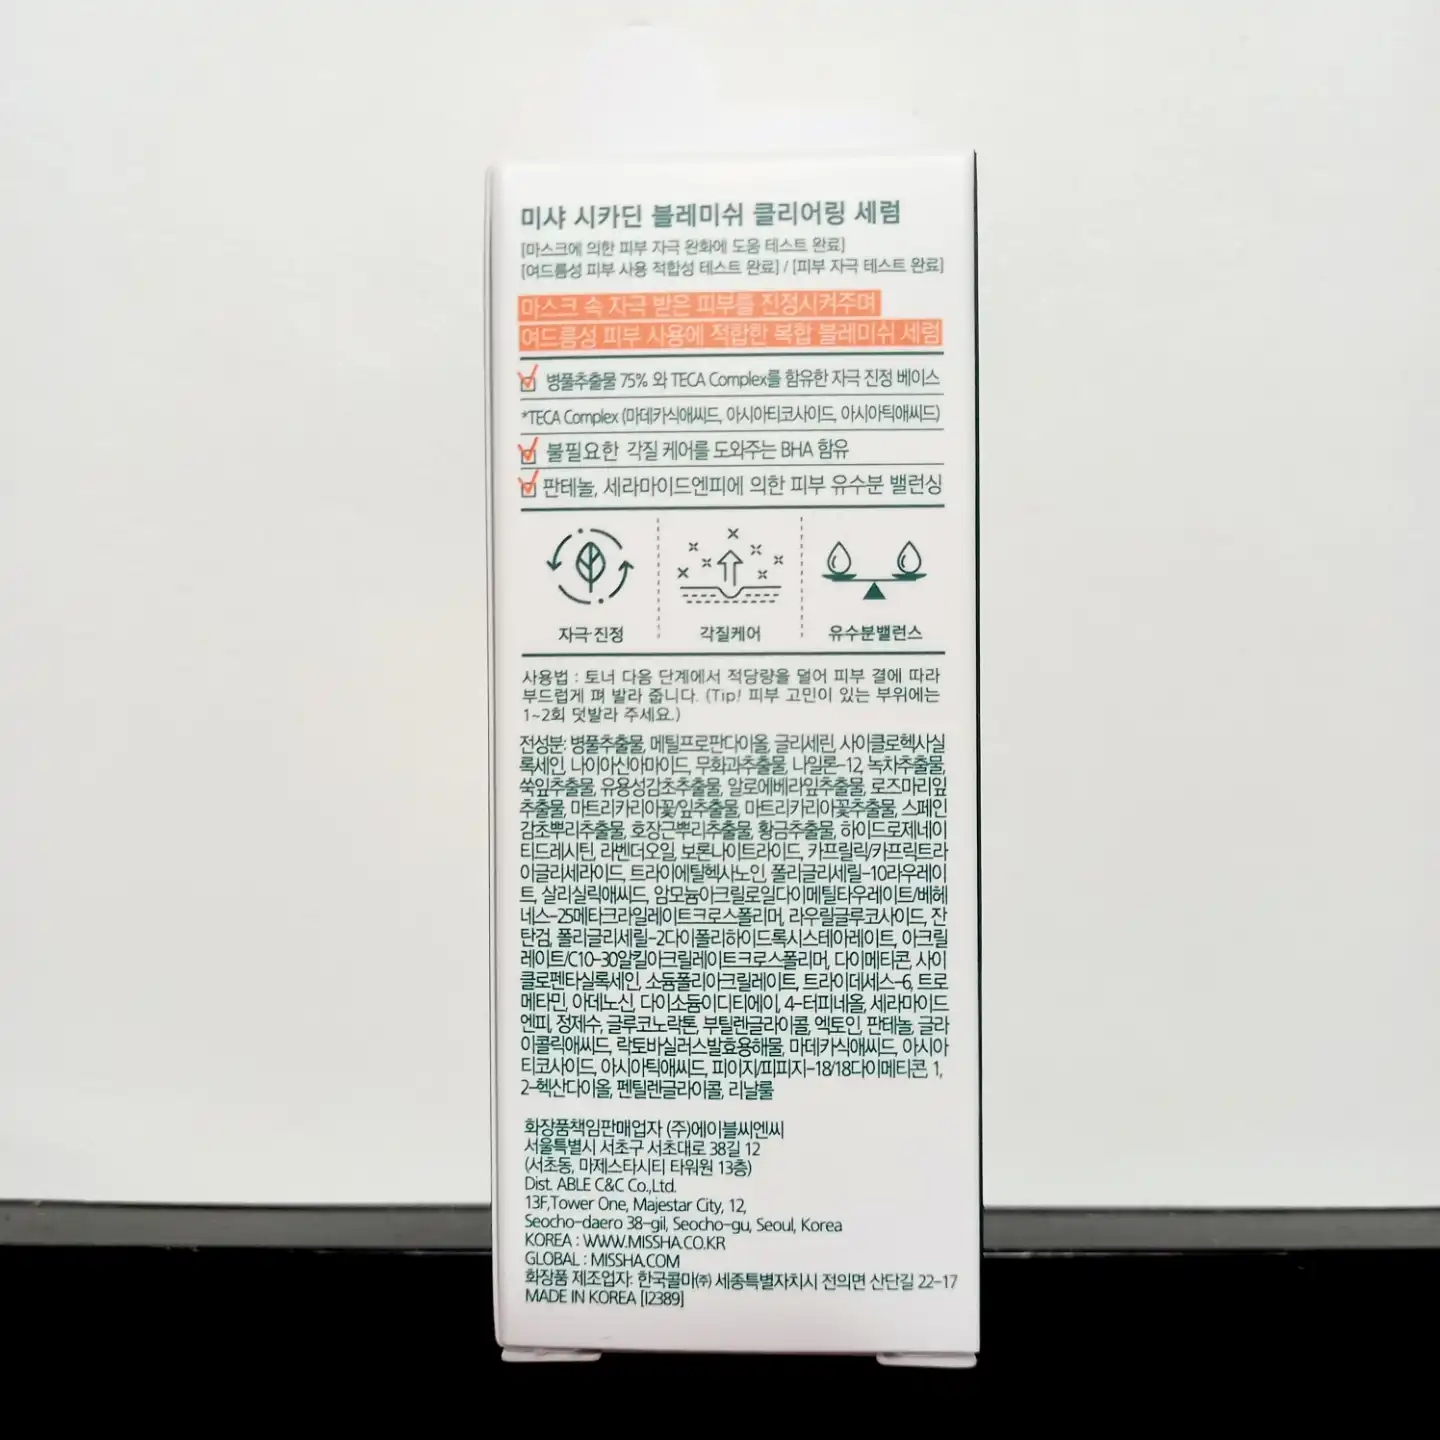 미샤 시카딘 블레미쉬 클리어링 세럼
[마스크에 의한 피부 자극 완화에 도움 테스트 완료]
[여드름성 피부 사용 적합성 테스트 완료] / [피부 자극 테스트 완료]
마스크 속 자극 받은 피부를 진정시켜주며
여드름성 피부 사용에 적합한 복합 블레미쉬 세럼
병풀추출물 75% 와 TECA Complex를 함유한 자극 진정 베이스
*TECA Complex (마데카식애씨드, 아시아티코사이드, 아시아틱애씨드)
불필요한 각질 케어를 도와주는 BHA 함유
판테놀, 세라마이드엔피에 의한 피부 유수분 밸런싱
자극 진정 각질케어 유수분밸런스
사용법 : 토너 다음 단계에서 적당량을 덜어 피부 결에 따라
부드럽게 펴 발라 줍니다. (Tip! 피부 고민이 있는 부위에는
1~2회 덧발라 주세요.)
전성분: 병풀추출물, 메틸프로판다이올, 글리세린, 사이클로헥사실
록세인, 나이아신아마이드, 무화과추출물, 나일론-12, 녹차추출물,
쑥잎추출물, 유용성감초추출물, 알로에베라잎추출물, 로즈마리잎
추출물, 마트리카리아꽃/잎추출물, 마트리카리아꽃추출물, 스페인
감초뿌리추출물, 호장근뿌리추출물, 황금추출물, 하이드로제네이
티드레시틴, 라벤더오일, 보론나이트라이드, 카프릴릭/카프릭트라
이글리세라이드, 트라이에틸헥사노인, 폴리글리세릴-10라우레이
트, 살리실릭애씨드, 암모늄아크릴로일다이메틸타우레이트/베헤
네스-25메타크라일레이트크로스폴리머, 라우릴글루코사이드, 잔
탄검, 폴리글리세릴-2다이폴리하이드록시스테아레이트, 아크릴
레이트/C10-30알킬아크릴레이트크로스폴리머, 다이메티콘, 사이
클로펜타실록세인, 소듐폴리아크릴레이트, 트라이데세스-6, 트로
메타민, 아데노신, 다이소듐이디티에이, 4-터피네올, 세라마이드
엔피, 정제수, 글루코노락톤, 부틸렌글라이콜, 엑토인, 판테놀, 글라
이콜릭애씨드, 락토바실러스발효용해물, 마데카식애씨드, 아시아
티코사이드, 아시아틱애씨드, 피이지/피피지-18/18다이메티콘, 1,
2-헥산다이올, 펜틸렌글라이콜, 리날룰
화장품책임판매업자 (주)에이블씨엔씨
서울특별시 서초구 서초대로 38길 12
(서초동, 마제스타시티 타워원 13층)
Dist. ABLE C&C Co.,Ltd.
13F,Tower One, Majestar City, 12,
Seocho-daero 38-gil, Seocho-gu, Seoul, Korea
KOREA : WWW.MISSHA.CO.KR
GLOBAL : MISSHA.COM
화장품 제조업자: 한국콜마㈜ 세종특별자치시 전의면 산단길 22-17
MADE IN KOREA [I2389]